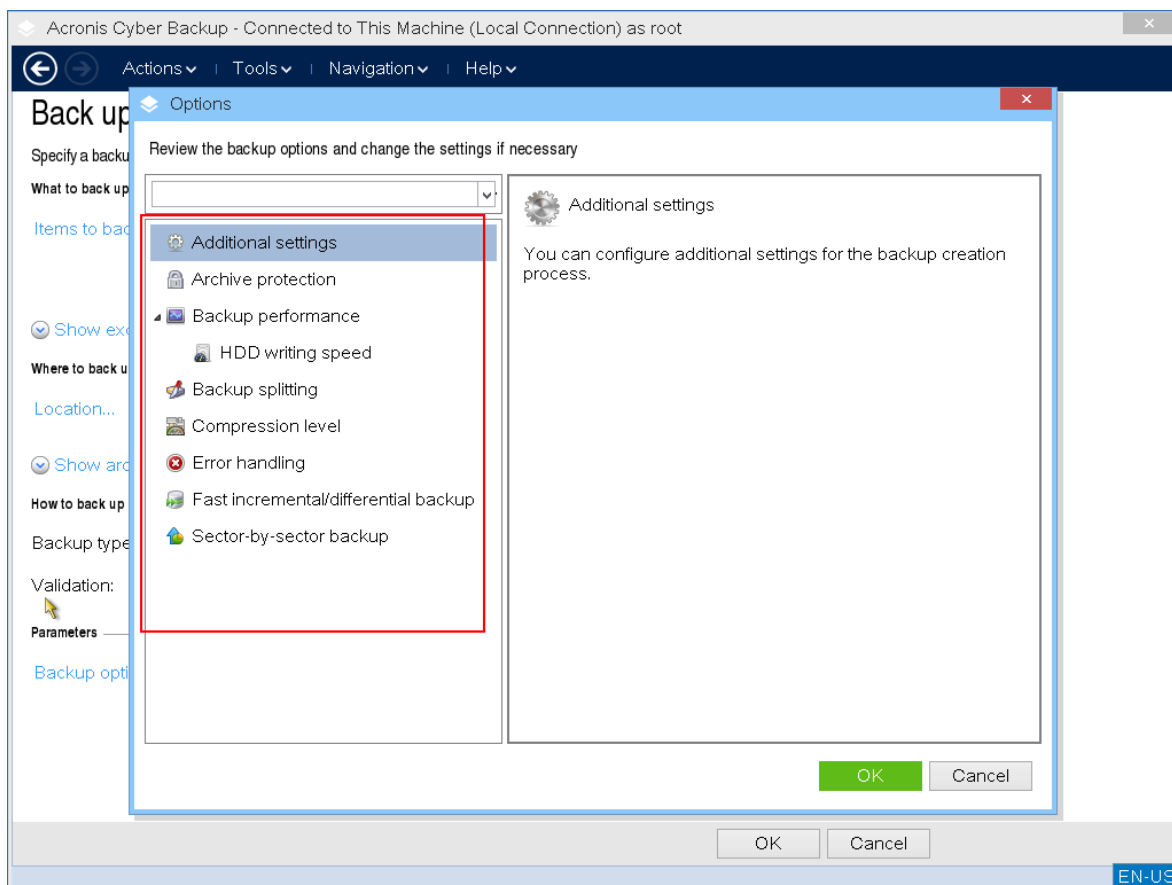 Acronis Cyber Backup - Connected to This Machine (Local Connection) as root
Actions
Tools
Navigation
Help
Back up
Specify a backu
What to back up
Items to bac
Show exc
Where to back u
Location...
Show arc
How to back up
Backup type
Validation:
Parameters
Backup opti
Options
Review the backup options and change the settings if necessary
Additional settings
Archive protection
Backup performance
HDD writing speed
Backup splitting
Compression level
Error handling
Fast incremental/differential backup
Sector-by-sector backup
Additional settings
You can configure additional settings for the backup creation
process.
OK
Cancel
OK
Cancel
EN-US